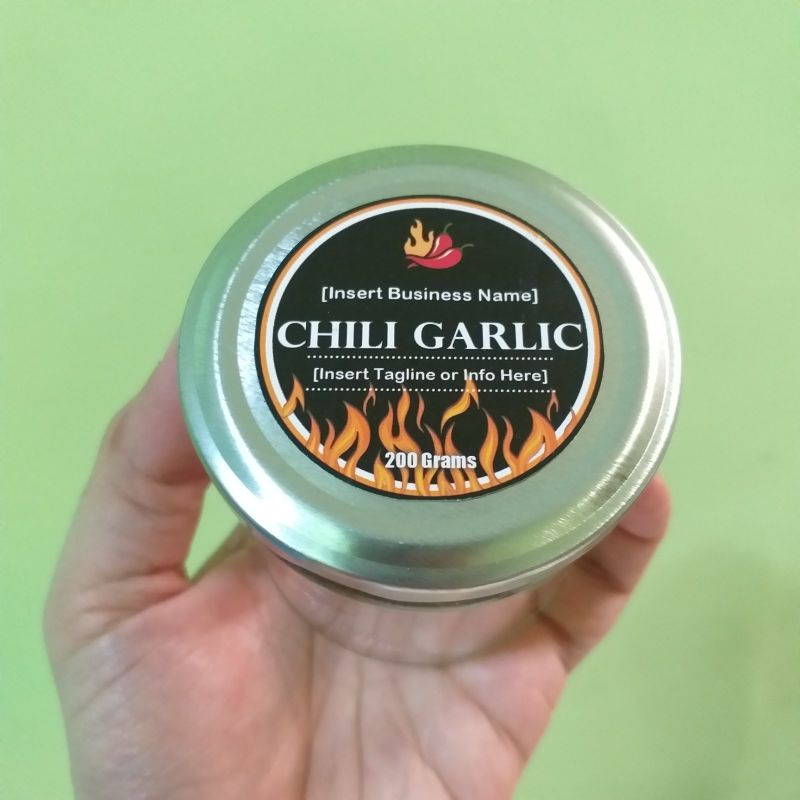 [Insert Business Name]
CHILI GARLIC
[Insert Tagline or Info Here]
200 Grams